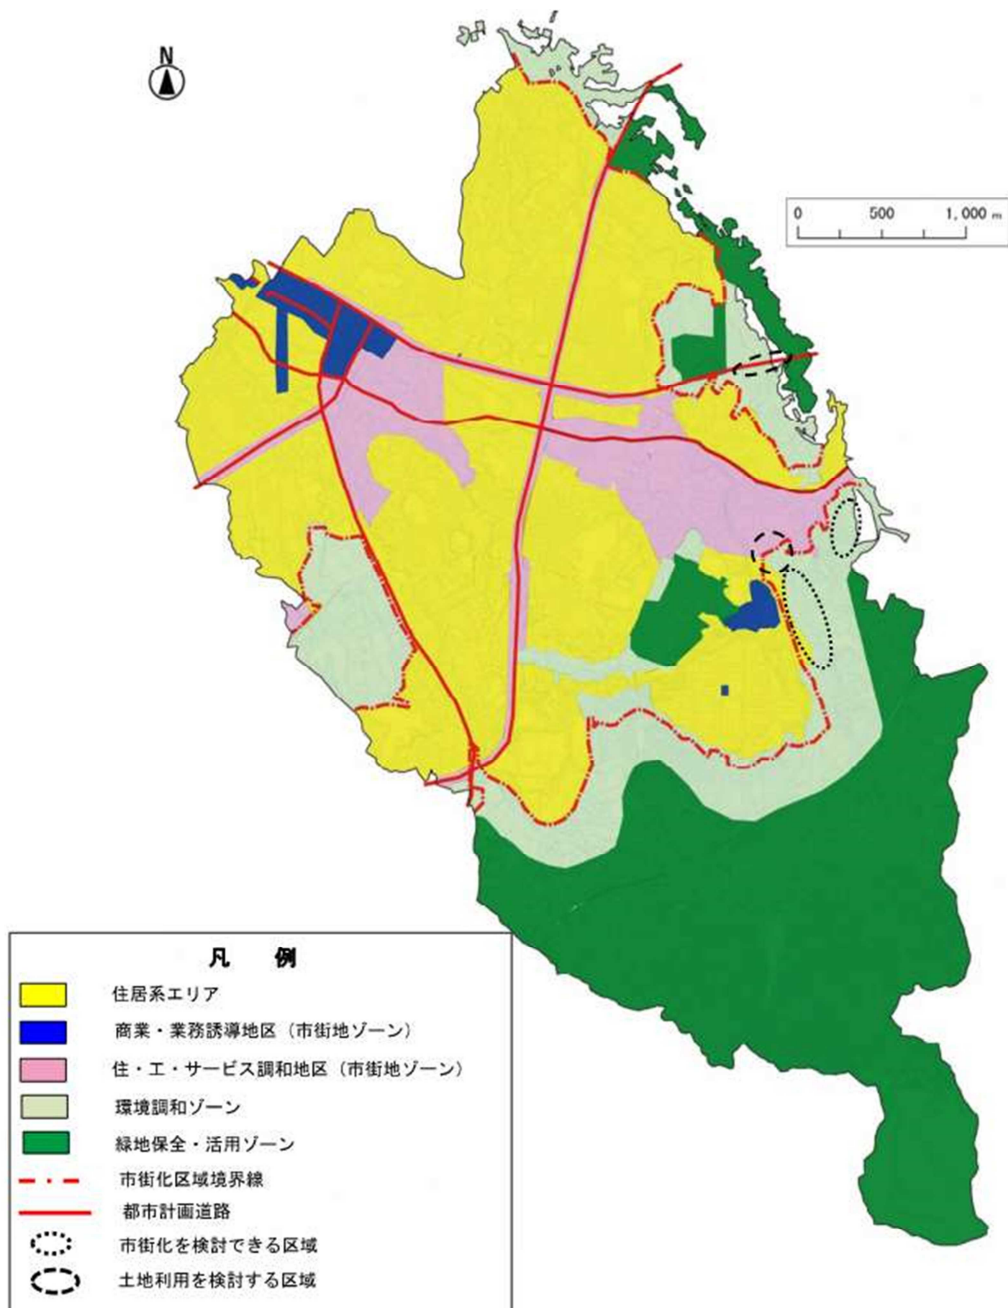 N
0 500 1,000 m
凡 例
住居系エリア
商業・業務誘導地区（市街地ゾーン）
住・工・サービス調和地区（市街地ゾーン）
環境調和ゾーン
緑地保全・活用ゾーン
市街化区域境界線
都市計画道路
市街化を検討できる区域
土地利用を検討する区域